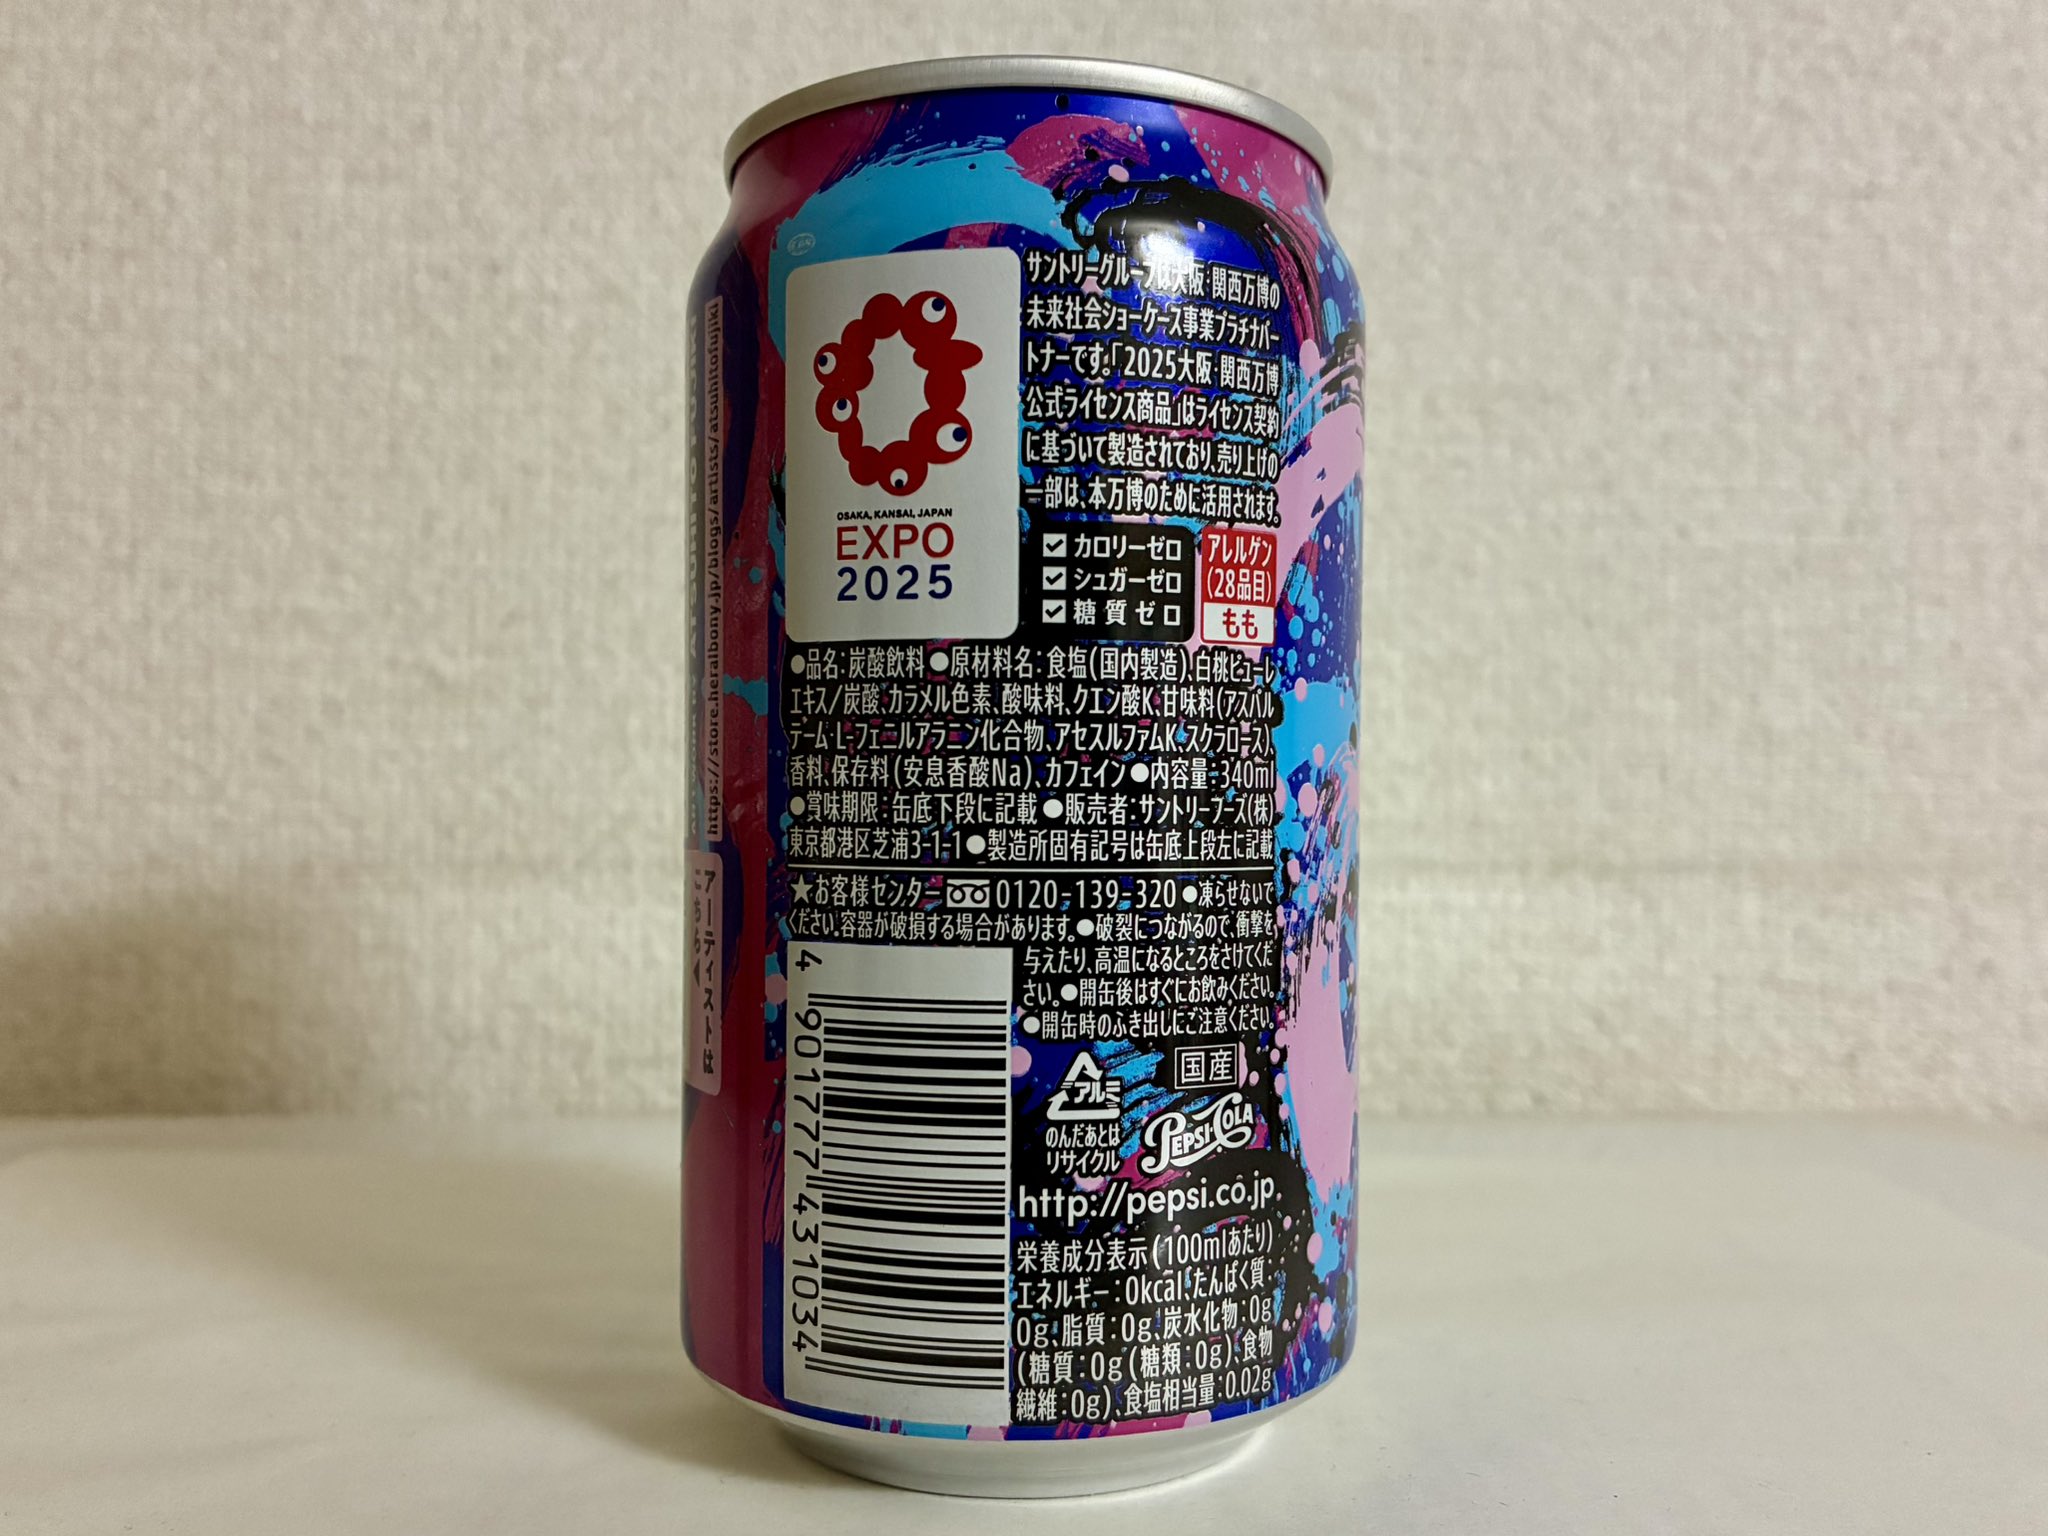 OSAKA, KANSAI, JAPAN
EXPO
2025
サントリーグループは大阪・関西万博の
未来社会ショーケース事業プラチナパー
トナーです。「2025大阪・関西万博
公式ライセンス商品」はライセンス契約
に基づいて製造されており、売り上げの
一部は、本万博のために活用されます。
カロリーゼロ
シュガーゼロ
糖質ゼロ
アレルゲン
(28品目)
もも
●品名:炭酸飲料●原材料名:食塩(国内製造)、白桃ピューレ
エキス/炭酸、カラメル色素、酸味料、クエン酸K、甘味料(アスパル
テーム・L-フェニルアラニン化合物、アセスルファムK、スクラロース)、
香料、保存料(安息香酸Na)、カフェイン●内容量:340ml
●賞味期限:缶底下段に記載●販売者:サントリーフーズ(株)
東京都港区芝浦3-1-1●製造所固有記号は缶底上段左に記載
★お客様センター 0120-139-320●凍らせないで
ください。容器が破損する場合があります。●破裂につながるので、衝撃を
与えたり、高温になるところをさけてくだ
さい。●開缶後はすぐにお飲みください。
●開缶時のふき出しにご注意ください。
アルミ
のんだあとは
リサイクル
国産
PEPSI-COLA
http://pepsi.co.jp
栄養成分表示(100mlあたり)
エネルギー:0kcal、たんぱく質:
0g、脂質:0g、炭水化物:0g
(糖質:0g(糖類:0g)、食物
繊維:0g)、食塩相当量:0.02g
4 901777 431034
ATSUHITO FUJIKI
https://store.heralbony.jp/blogs/artists/atsuhitofujiki
アーティストは
こちら